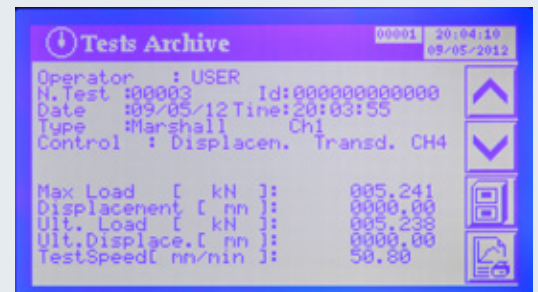 Tests Archive
00001 20:04:10
09/05/2012
Operator : USER
N.Test :00003 Id:000000000000
Date :09/05/12 Time:20:03:55
Type :Marshall Ch1
Control : Displacem. Transd. CH4
Max Load [ kN ]: 005.241
Displacement [ mm ]: 0000.00
Ult. Load [ kN ]: 005.238
Ult.Displace.[ mm ]: 0000.00
TestSpeed[ mm/min ]: 50.80